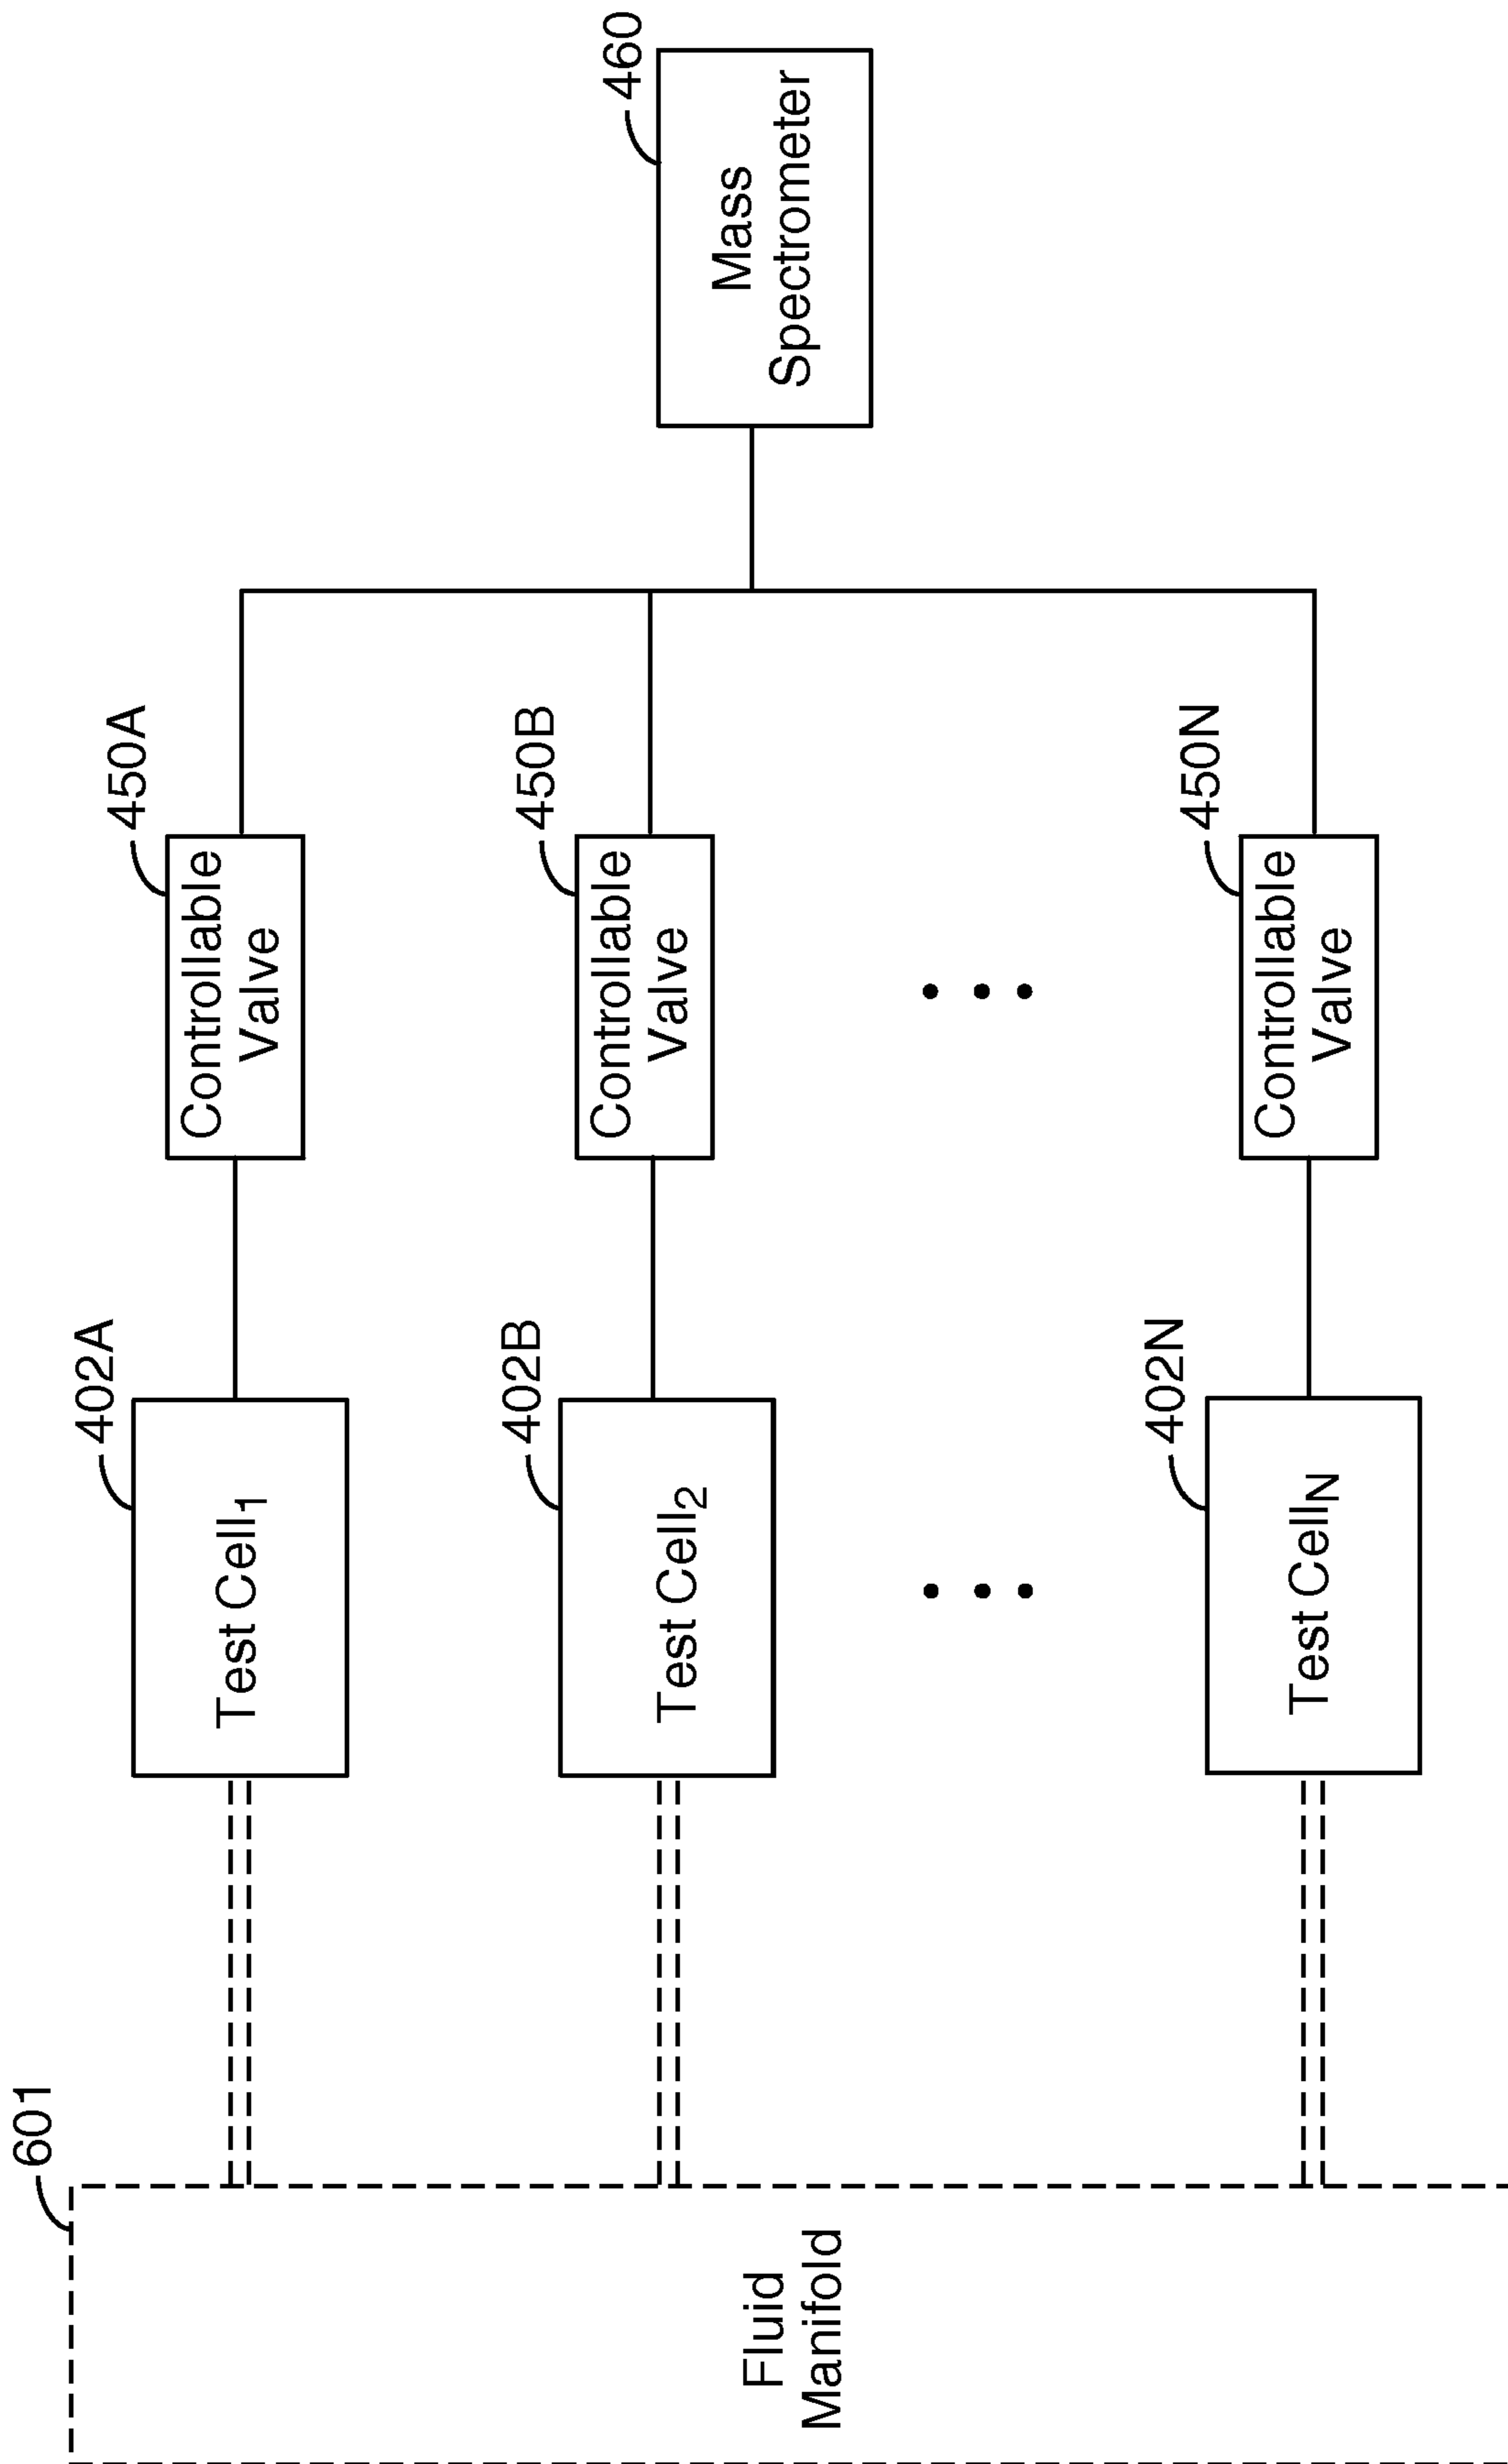 601
Fluid
Manifold
402A
Test Cell1
450A
Controllable
Valve
402B
Test Cell2
450B
Controllable
Valve
402N
Test CellN
450N
Controllable
Valve
460
Mass
Spectrometer